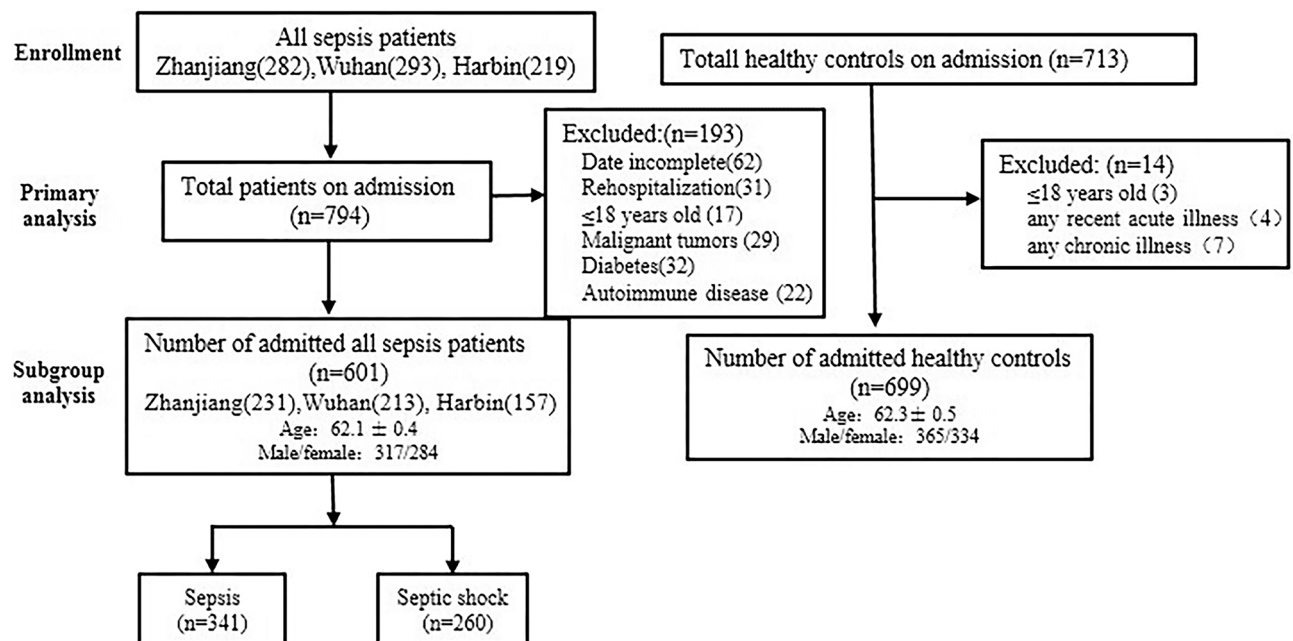 Enrollment
All sepsis patients
Zhanjiang(282),Wuhan(293), Harbin(219)
Totall healthy controls on admission (n=713)
Primary
analysis
Total patients on admission
(n=794)
Excluded:(n=193)
Date incomplete(62)
Rehospitalization(31)
≤18 years old (17)
Malignant tumors (29)
Diabetes(32)
Autoimmune disease (22)
Excluded: (n=14)
≤18 years old (3)
any recent acute illness（4）
any chronic illness（7）
Subgroup
analysis
Number of admitted all sepsis patients
(n=601)
Zhanjiang(231),Wuhan(213), Harbin(157)
Age：62.1 ± 0.4
Male/female：317/284
Number of admitted healthy controls
(n=699)
Age：62.3± 0.5
Male/female：365/334
Sepsis
(n=341)
Septic shock
(n=260)